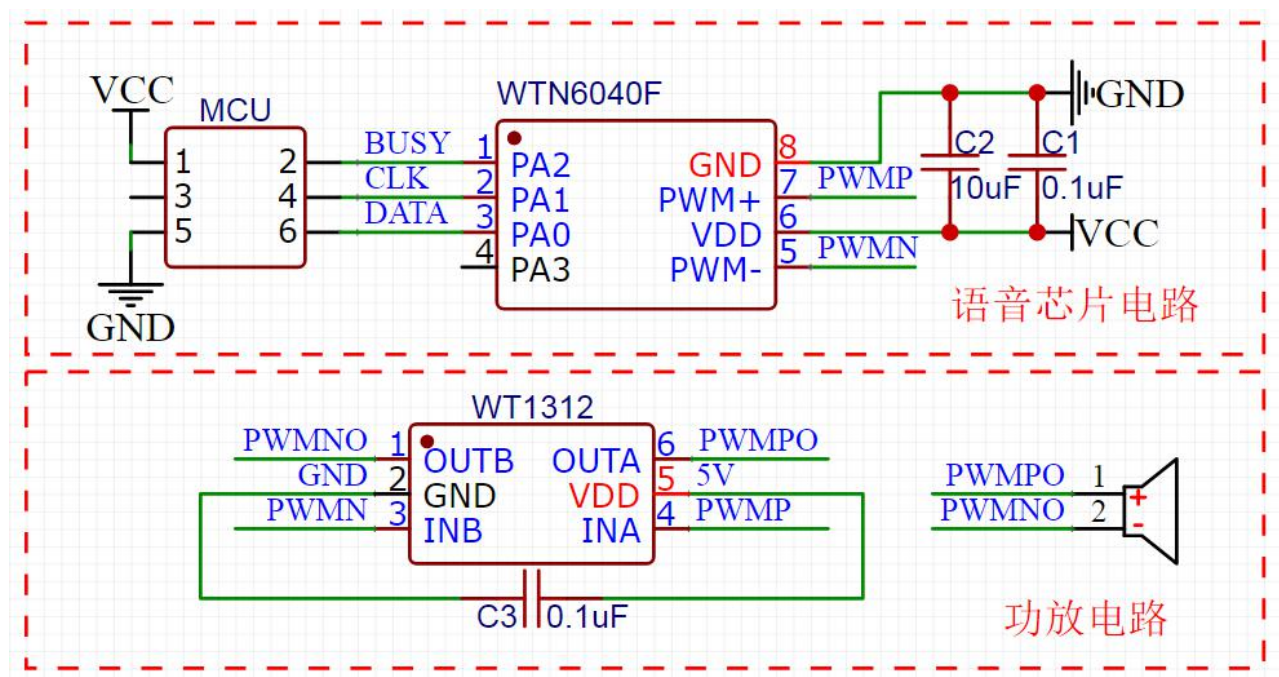 VCC
MCU
1 2
3 4
5 6
GND
BUSY
CLK
DATA
WTN6040F
1 PA2 GND 8
2 PA1 PWM+ 7
3 PA0 VDD 6
4 PA3 PWM- 5
PWMP
PWMN
C2
10uF
C1
0.1uF
GND
VCC
语音芯片电路
WT1312
PWMNO 1 OUTB OUTA 6 PWMPO
GND 2 GND VDD 5 5V
PWMN 3 INB INA 4 PWMP
C3 0.1uF
PWMPO 1 +
PWMNO 2 -
功放电路